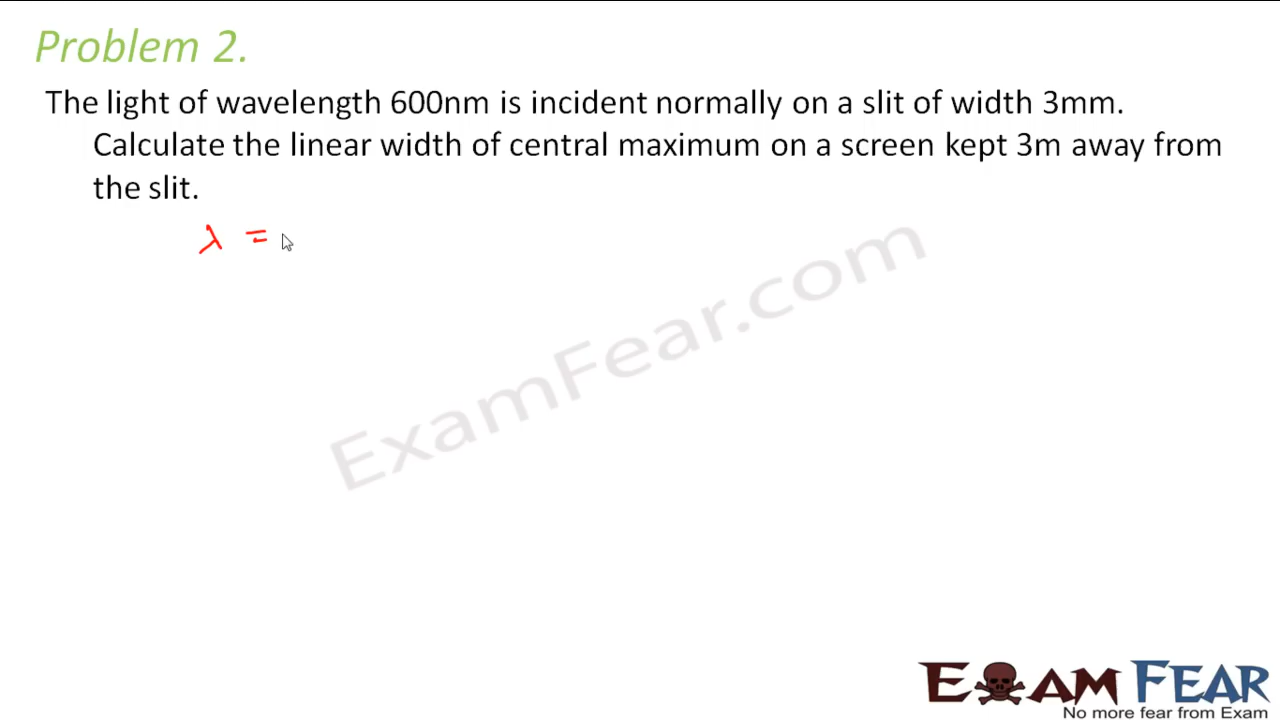 Problem 2.
The light of wavelength 600nm is incident normally on a slit of width 3mm.
Calculate the linear width of central maximum on a screen kept 3m away from
the slit.
λ =
ExamFear.com
EXAM FEAR
No more fear from Exam